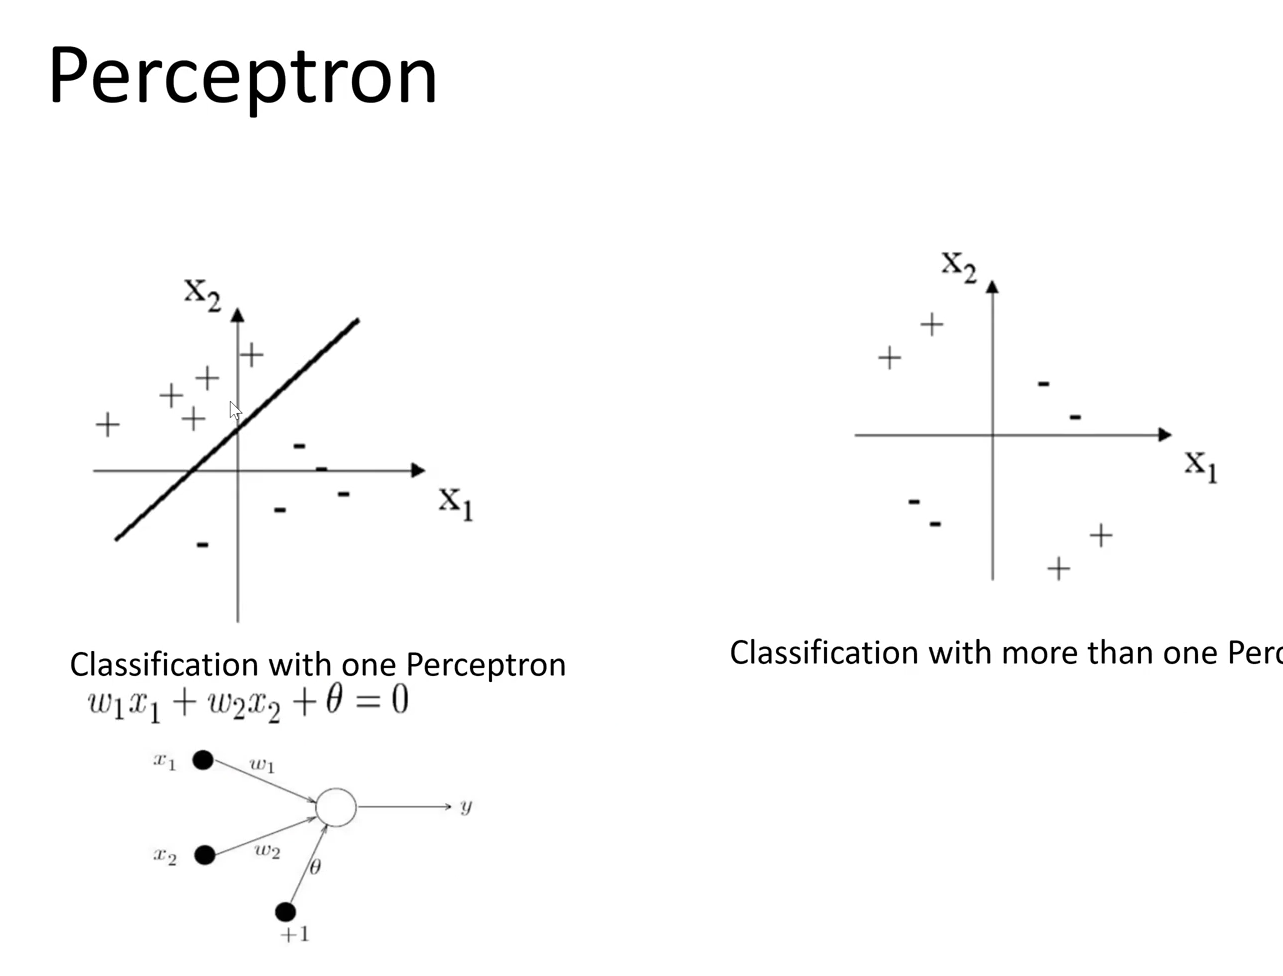 Perceptron
X₂
X₁
Classification with one Perceptron
w₁x₁ + w₂x₂ + θ = 0
x₁
w₁
y
x₂
w₂
θ
+1
X₂
X₁
Classification with more than one